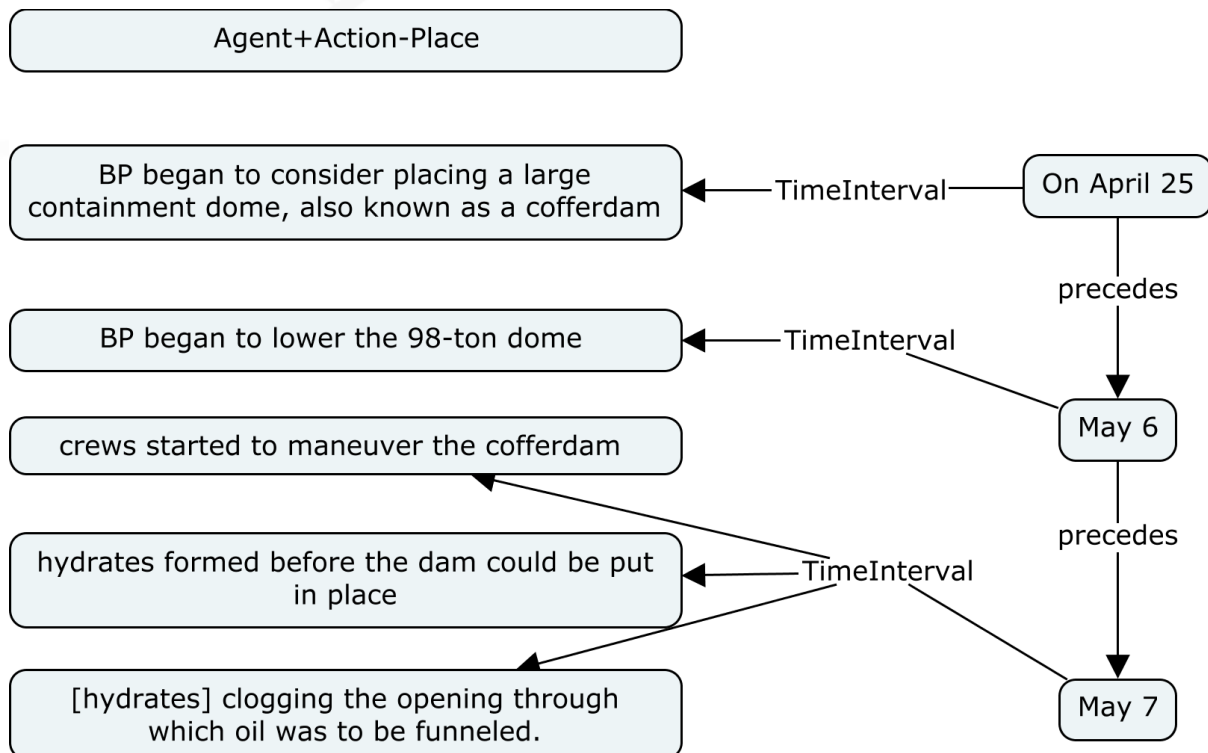 Agent+Action-Place
BP began to consider placing a large
containment dome, also known as a cofferdam
TimeInterval
On April 25
precedes
BP began to lower the 98-ton dome
TimeInterval
May 6
crews started to maneuver the cofferdam
precedes
hydrates formed before the dam could be put
in place
TimeInterval
[hydrates] clogging the opening through
which oil was to be funneled.
May 7